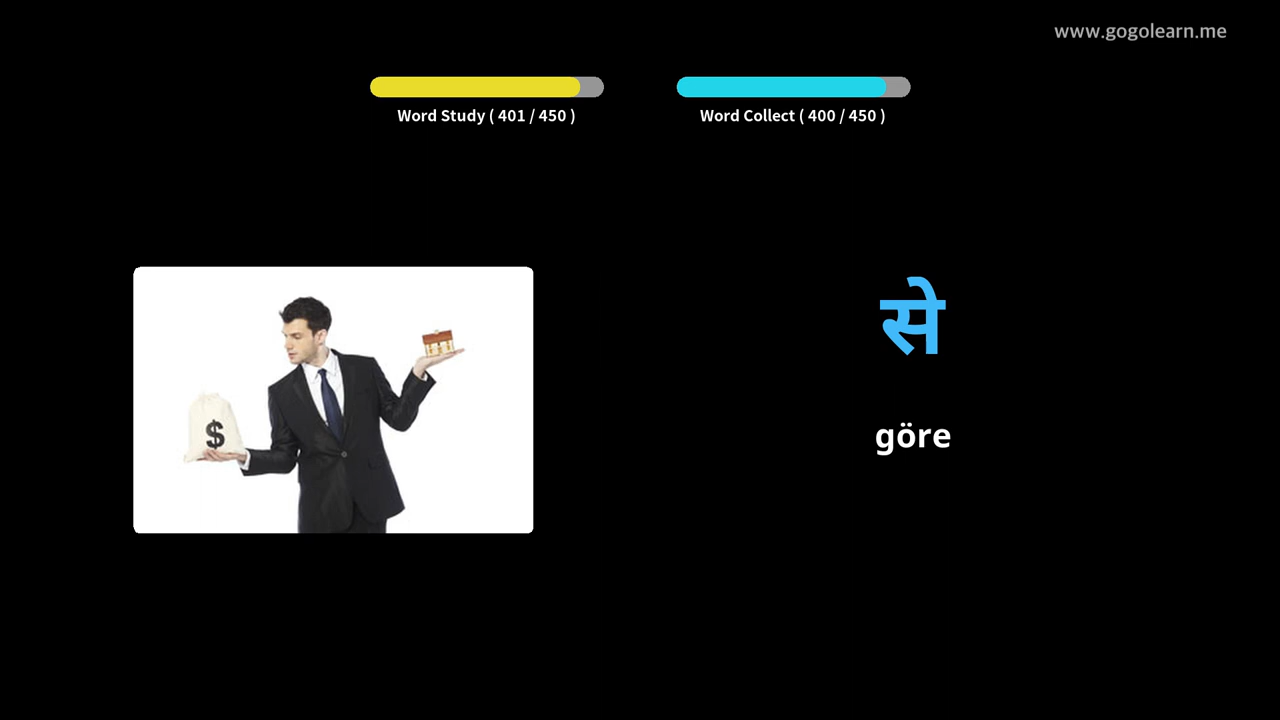 www.gogolearn.me
Word Study ( 401 / 450 )
Word Collect ( 400 / 450 )
$
से
göre